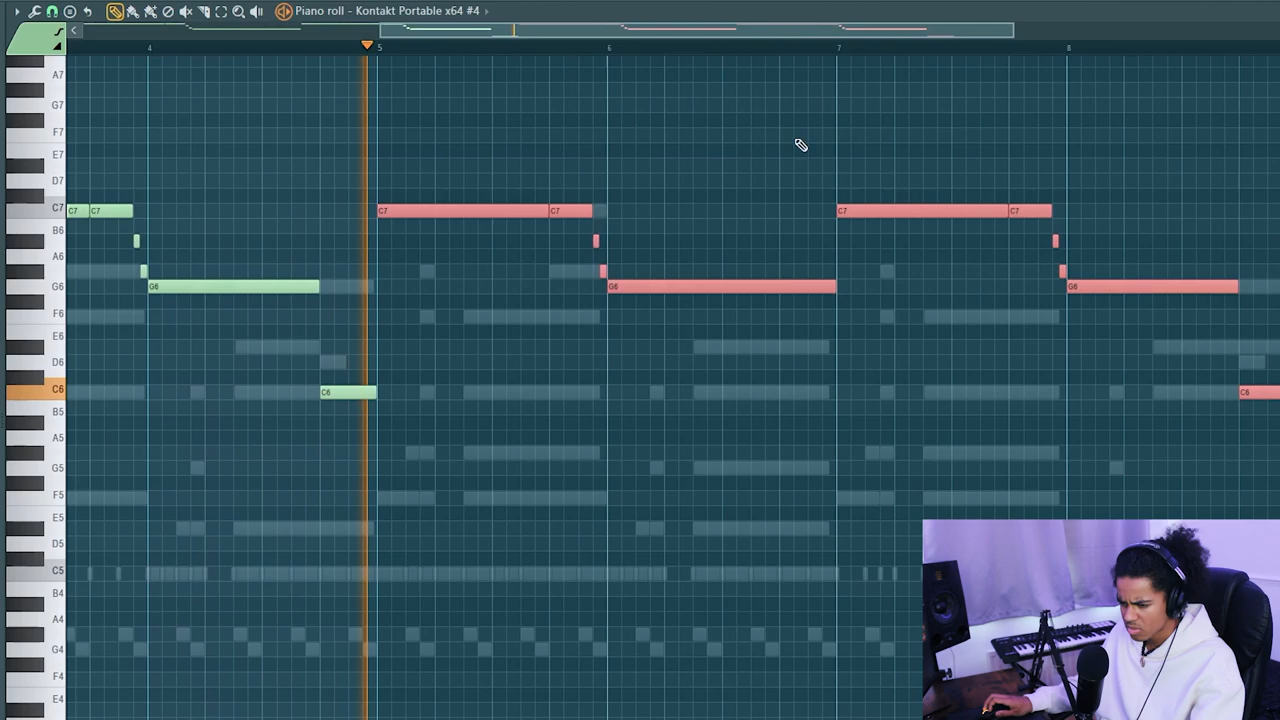 Piano roll - Kontakt Portable x64 #4
4 5 6 7 8
A7
G7
F7
E7
D7
C7 C7 C7 C7 C7 C7 C7
B6
A6
G6 G6 G6 G6
F6
E6
D6
C6 C6 C6
B5
A5
G5
F5
E5
D5
C5
B4
A4
G4
F4
E4